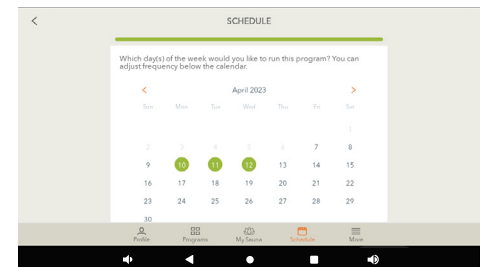 SCHEDULE
Which day(s) of the week would you like to run this program? You can
adjust frequency below the calendar.
April 2023
Sun Mon Tue Wed Thu Fri Sat
1
2 3 4 5 6 7 8
9 10 11 12 13 14 15
16 17 18 19 20 21 22
23 24 25 26 27 28 29
30
Profile Programs My Sauna Schedule More